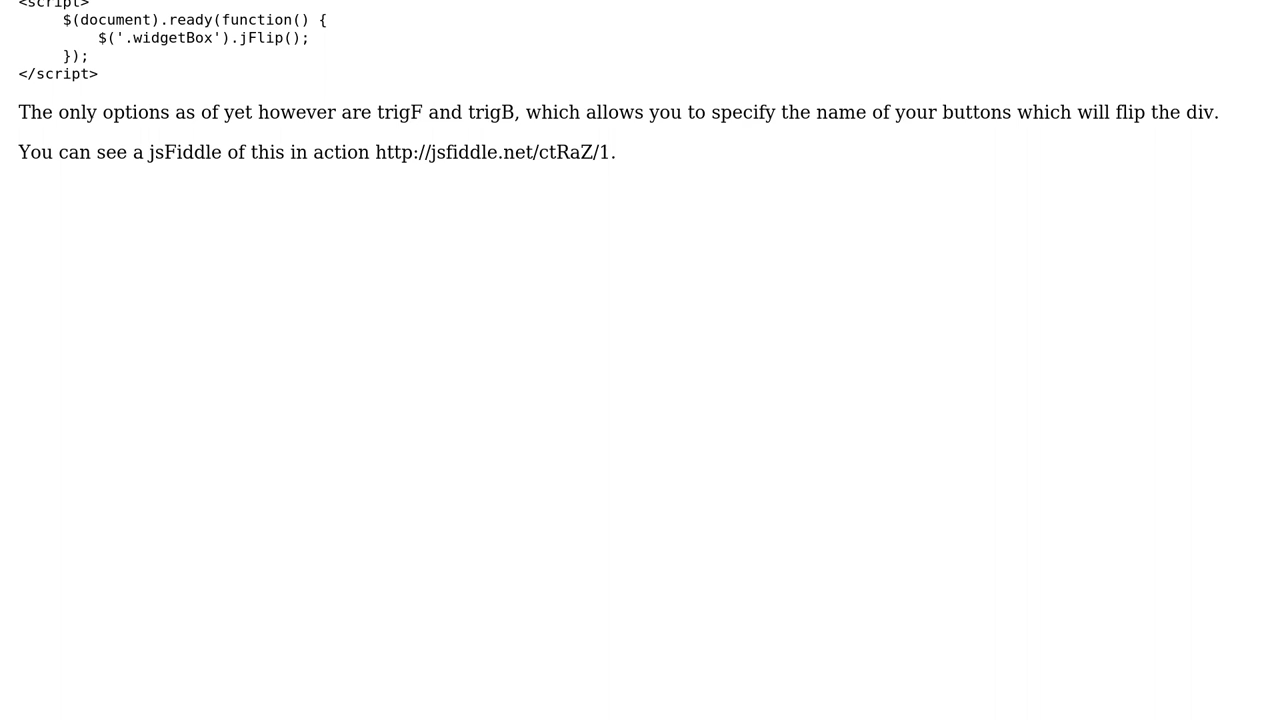 <script>
     $(document).ready(function() {
         $('.widgetBox').jFlip();
     });
</script>
The only options as of yet however are trigF and trigB, which allows you to specify the name of your buttons which will flip the div.
You can see a jsFiddle of this in action http://jsfiddle.net/ctRaZ/1.